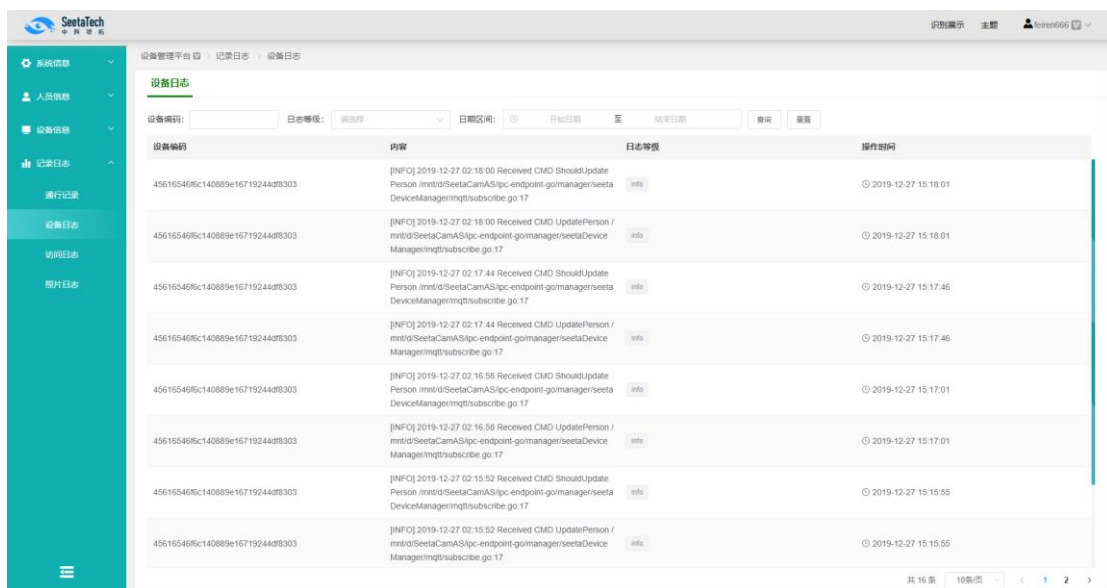 SeetaTech
中科视拓
识别展示 主题 feiren666
系统信息
人员信息
设备信息
记录日志
通行记录
设备日志
访问日志
照片日志
设备管理平台 > 记录日志 > 设备日志
设备日志
设备编码: 日志等级: 请选择 日期区间: 开始日期 至 结束日期 查询 重置
设备编码 内容 日志等级 操作时间
[INFO] 2019-12-27 02:18:00 Received CMD ShouldUpdate
45616546f6c140889e16719244df8303 Person /mnt/d/SeetaCamAS/ipc-endpoint-go/manager/seeta info 2019-12-27 15:18:01
DeviceManager/mqtt/subscribe.go:17
[INFO] 2019-12-27 02:18:00 Received CMD UpdatePerson /
45616546f6c140889e16719244df8303 mnt/d/SeetaCamAS/ipc-endpoint-go/manager/seetaDevice info 2019-12-27 15:18:01
Manager/mqtt/subscribe.go:17
[INFO] 2019-12-27 02:17:44 Received CMD ShouldUpdate
45616546f6c140889e16719244df8303 Person /mnt/d/SeetaCamAS/ipc-endpoint-go/manager/seeta info 2019-12-27 15:17:46
DeviceManager/mqtt/subscribe.go:17
[INFO] 2019-12-27 02:17:44 Received CMD UpdatePerson /
45616546f6c140889e16719244df8303 mnt/d/SeetaCamAS/ipc-endpoint-go/manager/seetaDevice info 2019-12-27 15:17:46
Manager/mqtt/subscribe.go:17
[INFO] 2019-12-27 02:16:58 Received CMD ShouldUpdate
45616546f6c140889e16719244df8303 Person /mnt/d/SeetaCamAS/ipc-endpoint-go/manager/seeta info 2019-12-27 15:17:01
DeviceManager/mqtt/subscribe.go:17
[INFO] 2019-12-27 02:16:58 Received CMD UpdatePerson /
45616546f6c140889e16719244df8303 mnt/d/SeetaCamAS/ipc-endpoint-go/manager/seetaDevice info 2019-12-27 15:17:01
Manager/mqtt/subscribe.go:17
[INFO] 2019-12-27 02:15:52 Received CMD ShouldUpdate
45616546f6c140889e16719244df8303 Person /mnt/d/SeetaCamAS/ipc-endpoint-go/manager/seeta info 2019-12-27 15:15:55
DeviceManager/mqtt/subscribe.go:17
[INFO] 2019-12-27 02:15:52 Received CMD UpdatePerson /
45616546f6c140889e16719244df8303 mnt/d/SeetaCamAS/ipc-endpoint-go/manager/seetaDevice info 2019-12-27 15:15:55
Manager/mqtt/subscribe.go:17
共 16 条 10条/页 < 1 2 >